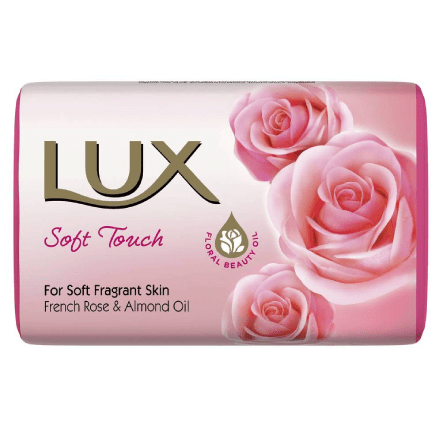 LUX
Soft Touch
FLORAL BEAUTY OIL
For Soft Fragrant Skin
French Rose & Almond Oil